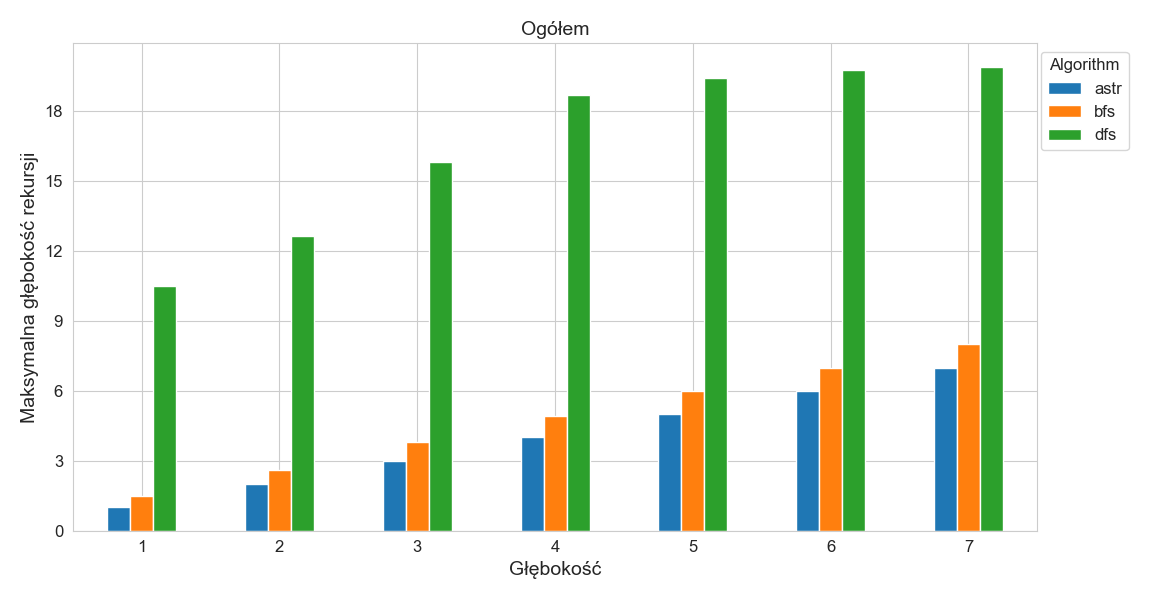 Ogółem
Maksymalna głębokość rekursji
18
15
12
9
6
3
0
1 2 3 4 5 6 7
Głębokość
Algorithm
astr
bfs
dfs